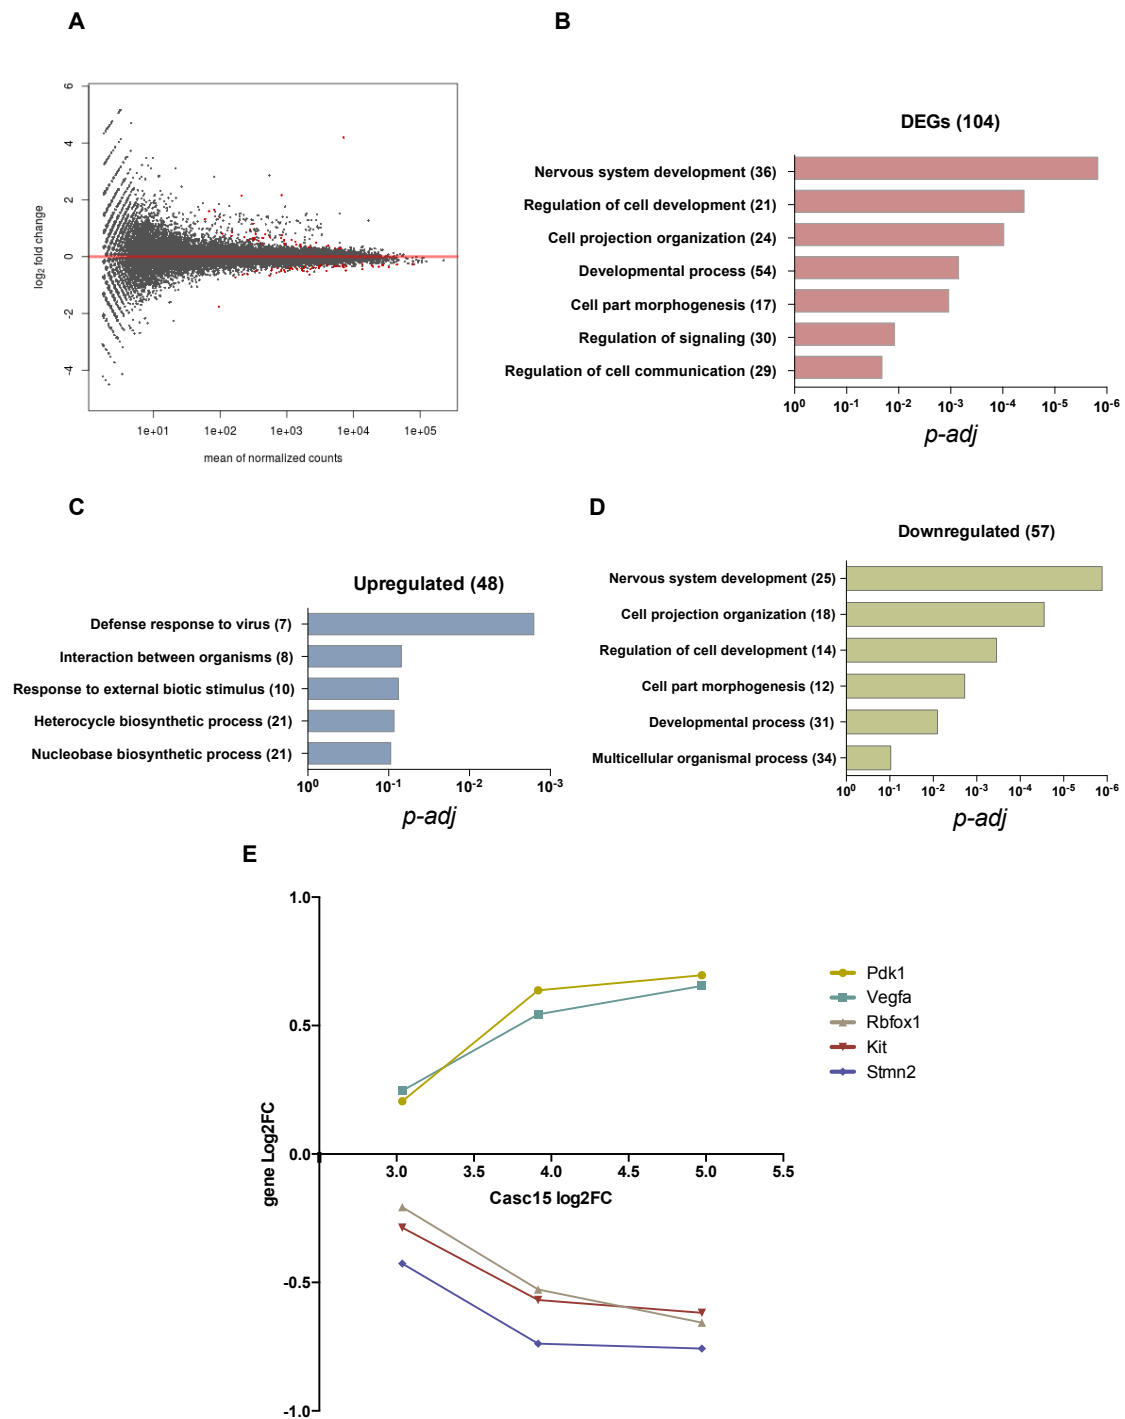 A
B
6
4
2
0
-2
-4
log2 fold change
1e+01 1e+02 1e+03 1e+04 1e+05
mean of normalized counts
DEGs (104)
Nervous system development (36)
Regulation of cell development (21)
Cell projection organization (24)
Developmental process (54)
Cell part morphogenesis (17)
Regulation of signaling (30)
Regulation of cell communication (29)
10⁰ 10⁻¹ 10⁻² 10⁻³ 10⁻⁴ 10⁻⁵ 10⁻⁶
p-adj
C
D
Upregulated (48)
Defense response to virus (7)
Interaction between organisms (8)
Response to external biotic stimulus (10)
Heterocycle biosynthetic process (21)
Nucleobase biosynthetic process (21)
10⁰ 10⁻¹ 10⁻² 10⁻³
p-adj
Downregulated (57)
Nervous system development (25)
Cell projection organization (18)
Regulation of cell development (14)
Cell part morphogenesis (12)
Developmental process (31)
Multicellular organismal process (34)
10⁰ 10⁻¹ 10⁻² 10⁻³ 10⁻⁴ 10⁻⁵ 10⁻⁶
p-adj
E
1.0
0.5
0.0
-0.5
-1.0
gene Log2FC
3.0 3.5 4.0 4.5 5.0 5.5
Casc15 log2FC
Pdk1
Vegfa
Rbfox1
Kit
Stmn2